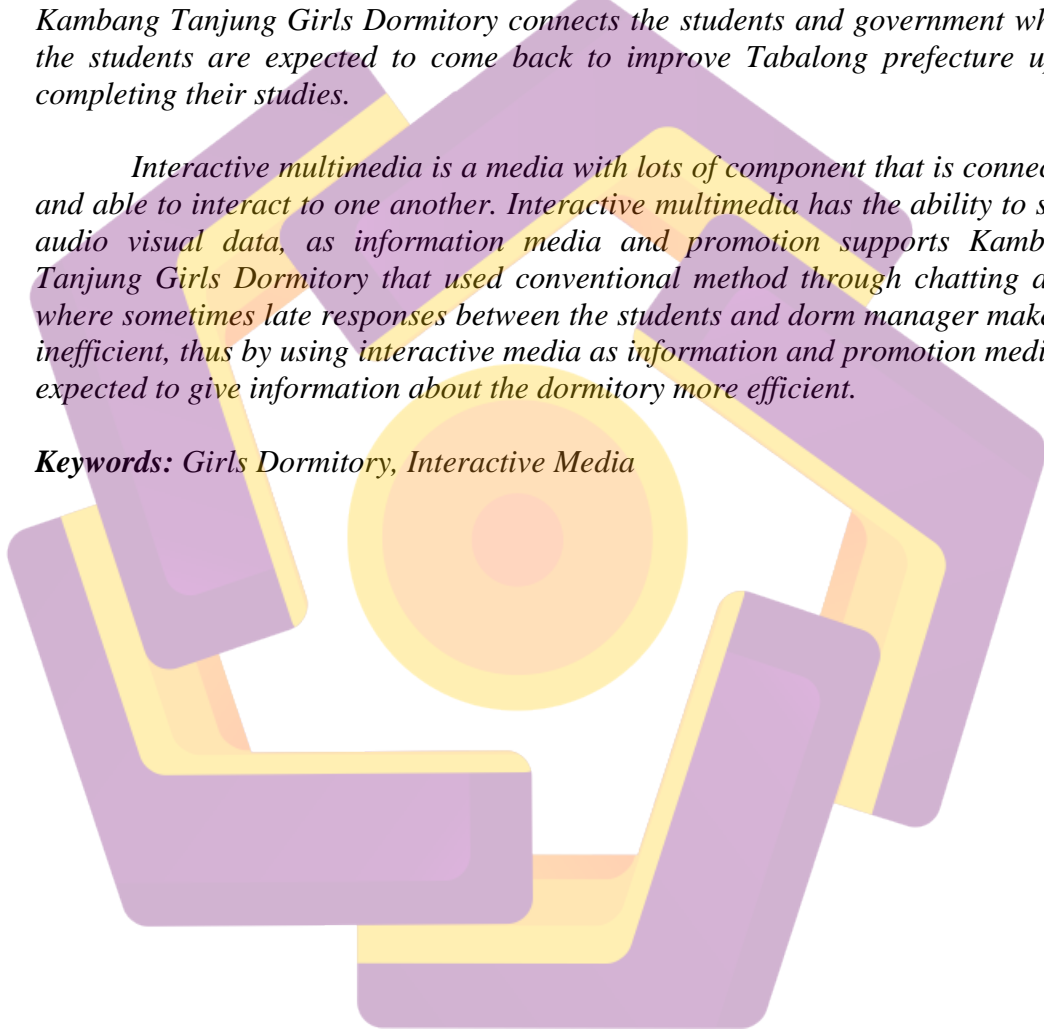 Kambang Tanjung Girls Dormitory connects the students and government
the students are expected to come back to improve Tabalong prefecture
completing their studies.
Interactive multimedia is a media with lots of component that is
and able to interact to one another. Interactive multimedia has the ability to
audio visual data, as information media and promotion supports
Tanjung Girls Dormitory that used conventional method through chatting
where sometimes late responses between the students and dorm manager
inefficient, thus by using interactive media as information and promotion
expected to give information about the dormitory more efficient.
Keywords: Girls Dormitory, Interactive Media